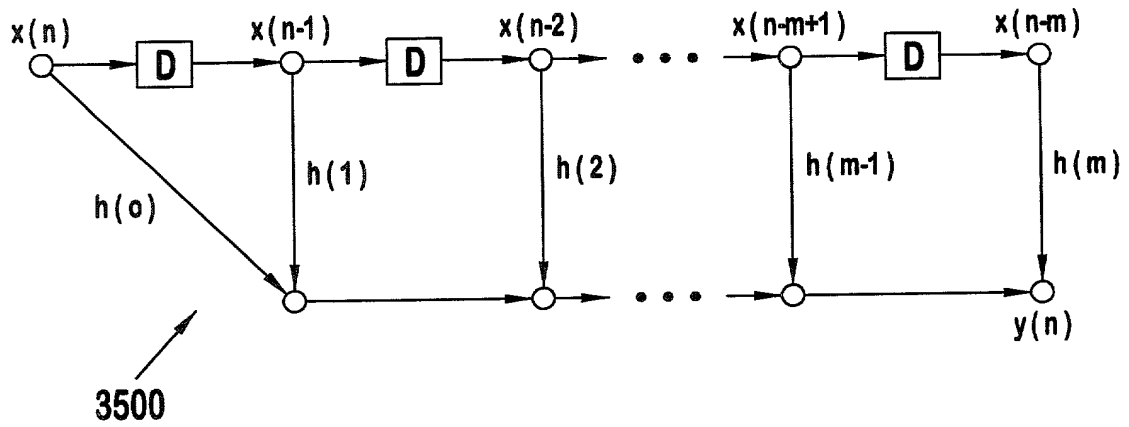 x(n)
x(n-1)
x(n-2)
x(n-m+1)
x(n-m)
D
D
• • •
D
h(o)
h(1)
h(2)
h(m-1)
h(m)
• • •
y(n)
3500